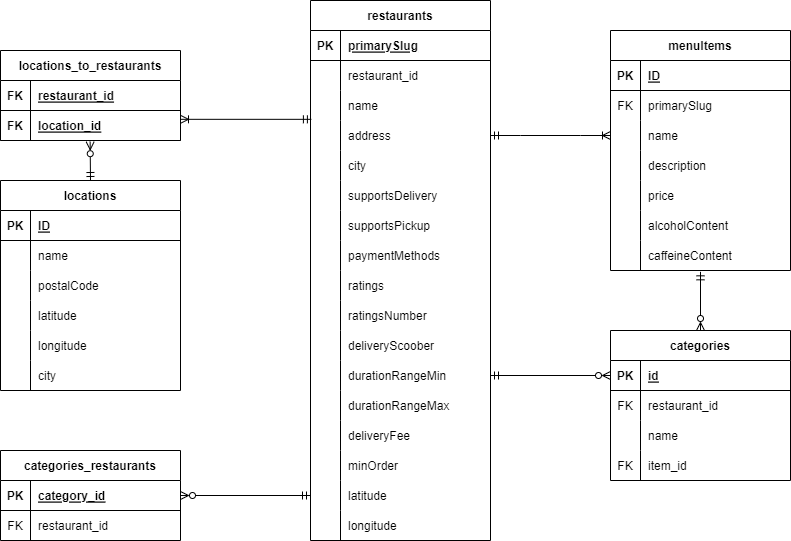 restaurants
PK primarySlug
restaurant_id
name
address
city
supportsDelivery
supportsPickup
paymentMethods
ratings
ratingsNumber
deliveryScoober
durationRangeMin
durationRangeMax
deliveryFee
minOrder
latitude
longitude
locations_to_restaurants
FK restaurant_id
FK location_id
locations
PK ID
name
postalCode
latitude
longitude
city
categories_restaurants
PK category_id
FK restaurant_id
menuItems
PK ID
FK primarySlug
name
description
price
alcoholContent
caffeineContent
categories
PK id
FK restaurant_id
name
FK item_id